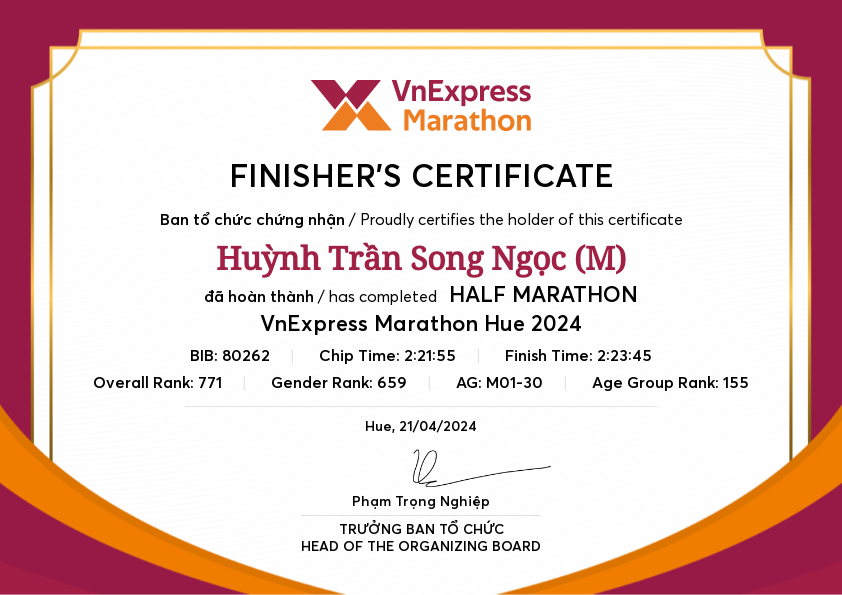 VnExpress
Marathon
FINISHER'S CERTIFICATE
Ban tổ chức chứng nhận / Proudly certifies the holder of this certificate
Huỳnh Trần Song Ngọc (M)
đã hoàn thành / has completed HALF MARATHON
VnExpress Marathon Hue 2024
BIB: 80262 | Chip Time: 2:21:55 | Finish Time: 2:23:45
Overall Rank: 771 | Gender Rank: 659 | AG: M01-30 | Age Group Rank: 155
Hue, 21/04/2024
Phạm Trọng Nghiệp
TRƯỞNG BAN TỔ CHỨC
HEAD OF THE ORGANIZING BOARD